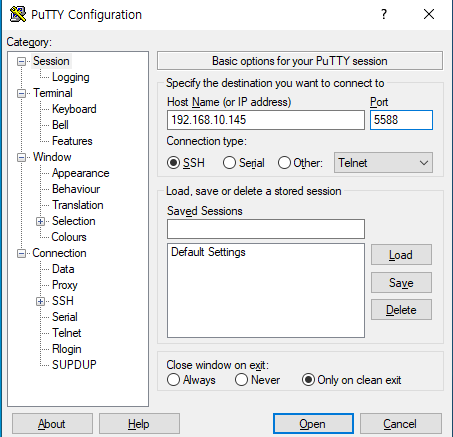 PuTTY Configuration
?
Category:
Session
Logging
Terminal
Keyboard
Bell
Features
Window
Appearance
Behaviour
Translation
Selection
Colours
Connection
Data
Proxy
SSH
Serial
Telnet
Rlogin
SUPDUP
Basic options for your PuTTY session
Specify the destination you want to connect to
Host Name (or IP address) Port
192.168.10.145 5588
Connection type:
SSH Serial Other: Telnet
Load, save or delete a stored session
Saved Sessions
Default Settings
Load
Save
Delete
Close window on exit:
Always Never Only on clean exit
About Help Open Cancel